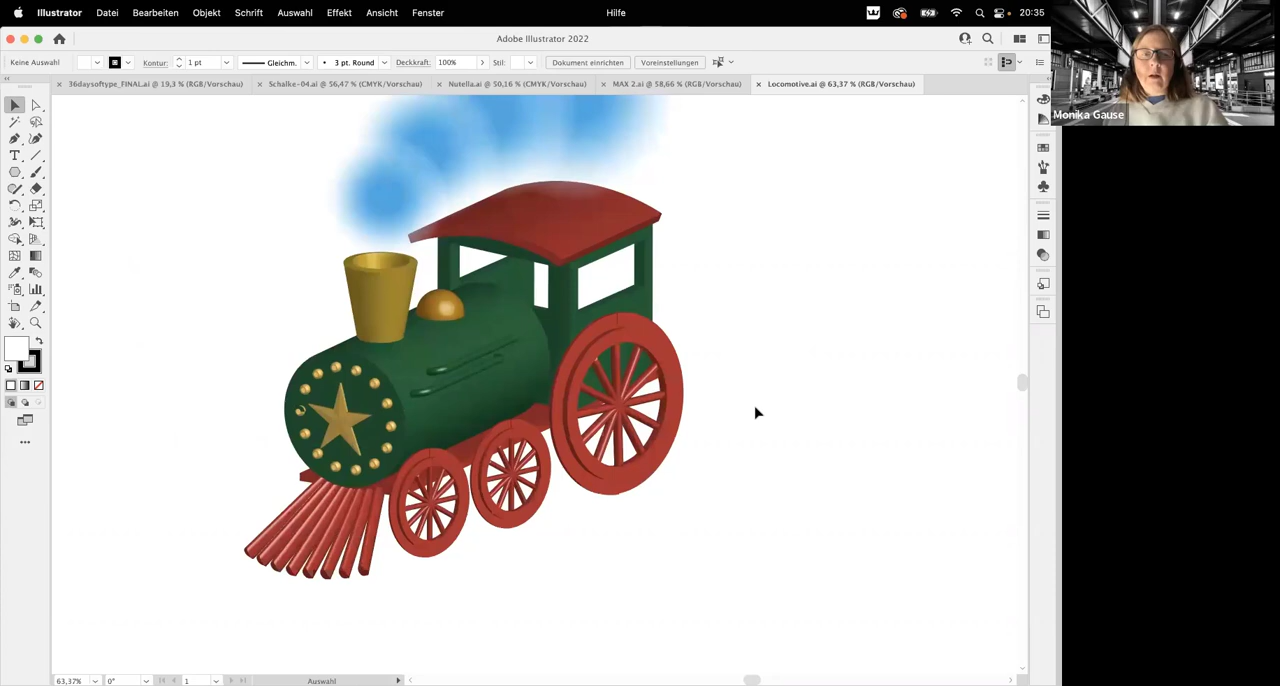 Illustrator Datei Bearbeiten Objekt Schrift Auswahl Effekt Ansicht Fenster Hilfe 20:35
Adobe Illustrator 2022
Keine Auswahl Kontur: 1 pt Gleichm. 3 pt. Round Deckkraft: 100% Stil: Dokument einrichten Voreinstellungen
36daysoftype_FINAL.ai @ 19,3 % (RGB/Vorschau) Schalke-04.ai @ 56,47 % (CMYK/Vorschau) Nutella.ai @ 50,16 % (CMYK/Vorschau) MAX 2.ai @ 58,66 % (RGB/Vorschau) Locomotive.ai @ 63,37 % (RGB/Vorschau)
Monika Gause
63,37% 0° 1 Auswahl